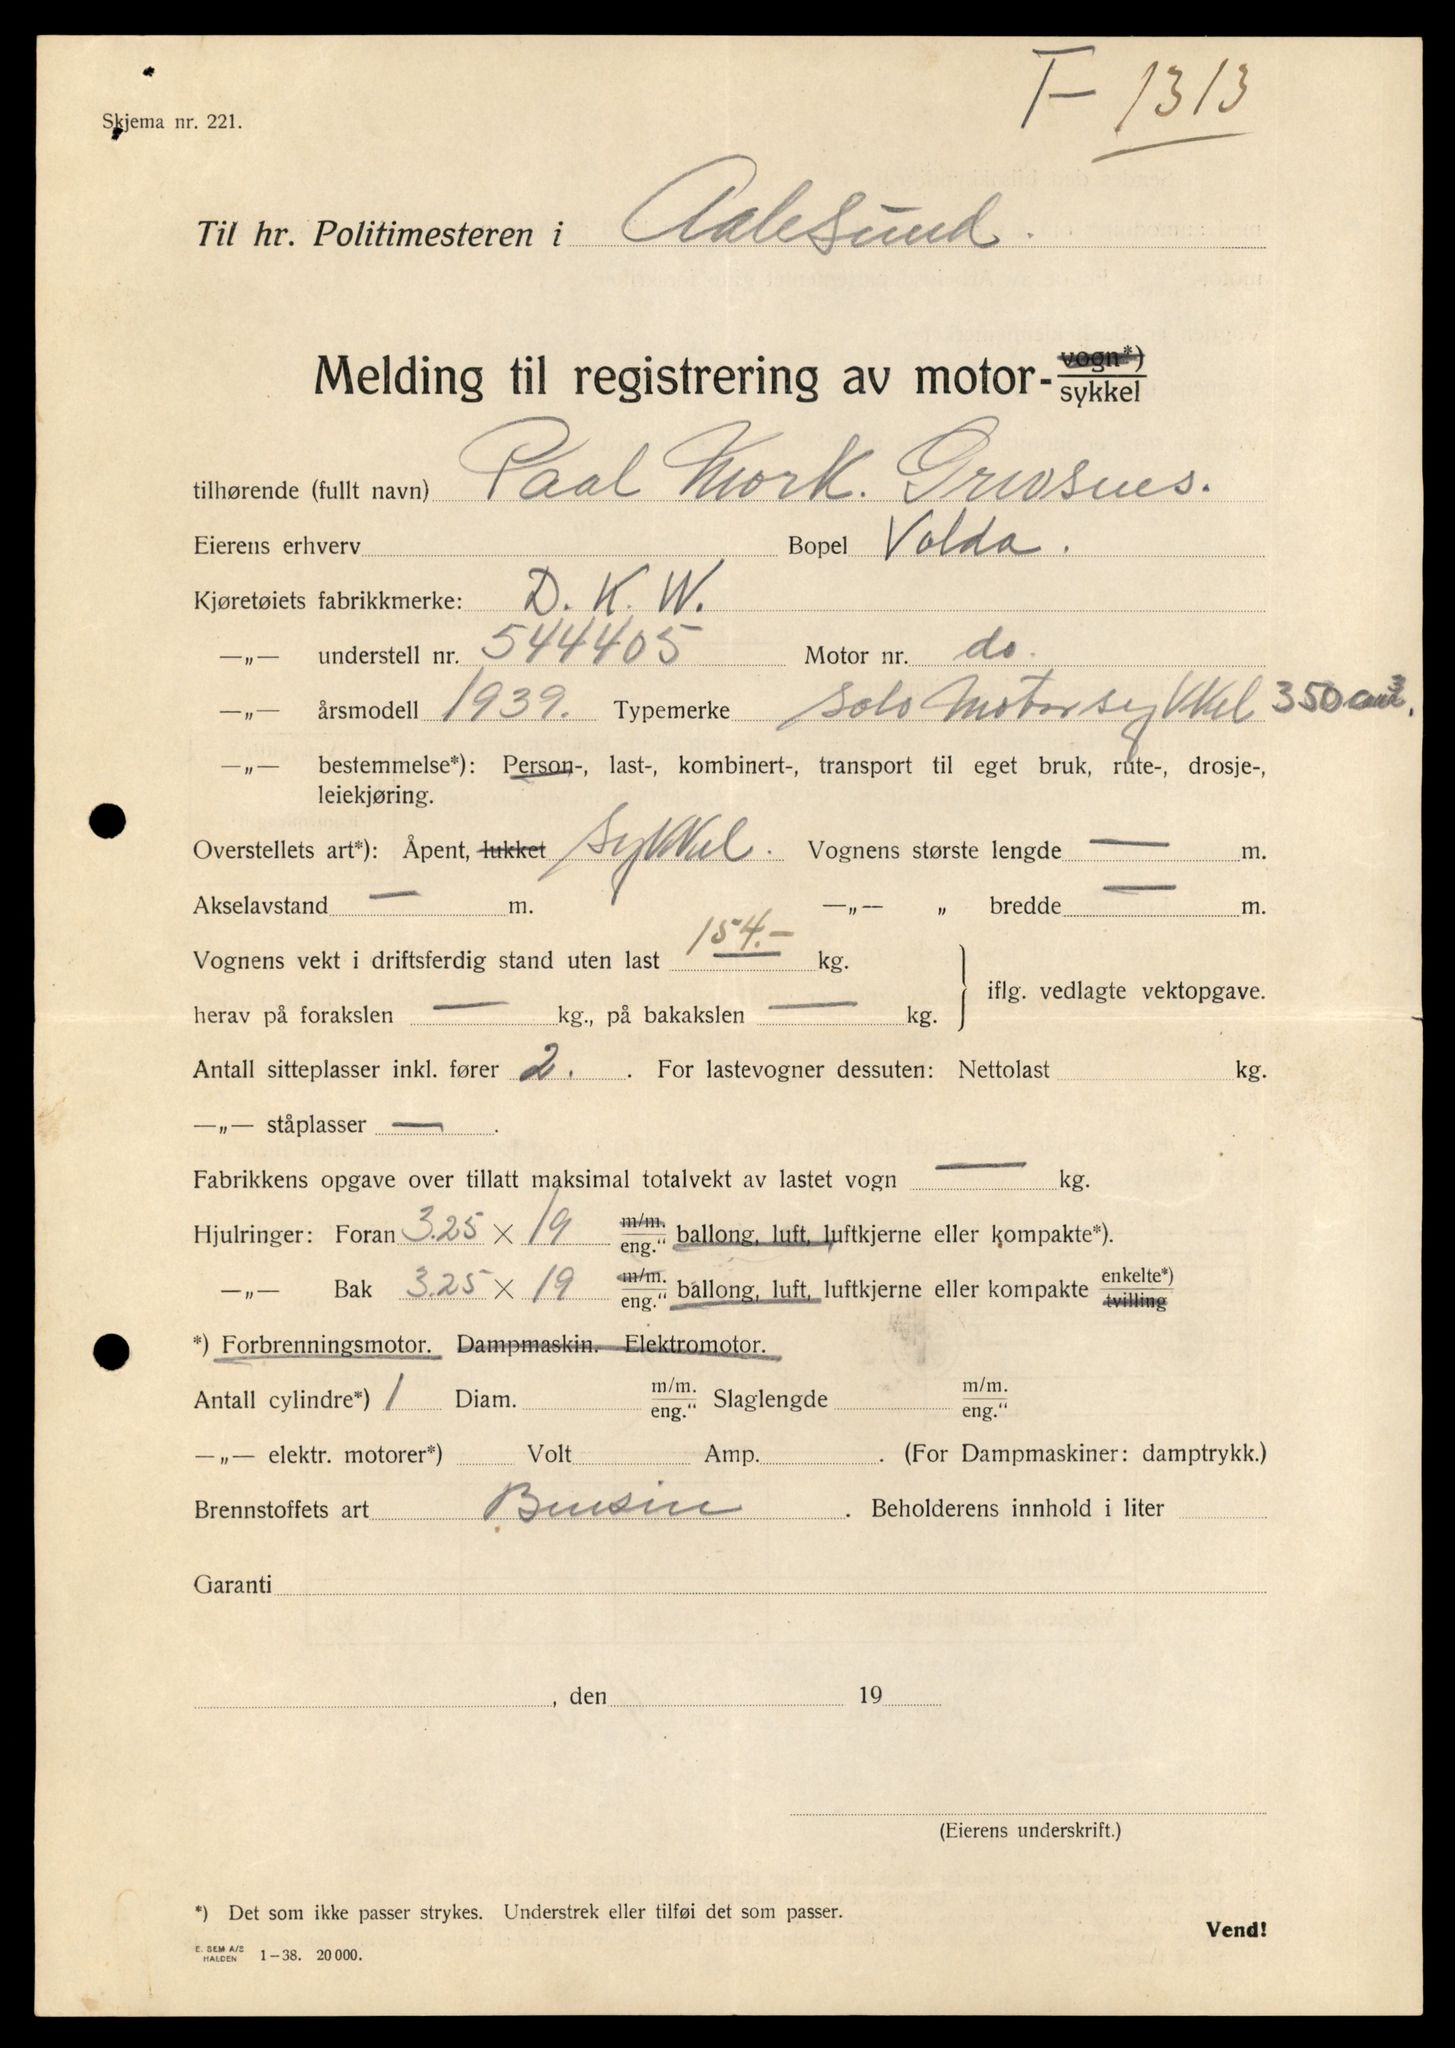 F- 1313
Skjema nr. 221.
Til hr. Politimesteren i Aalesund.
Melding til registrering av motor- vogn*) sykkel
tilhørende (fullt navn) Paal Mork. Grivsnes.
Eierens erhverv Bopel Volda.
Kjøretøiets fabrikkmerke: D. K. W.
—„— understell nr. 544405 Motor nr. do.
—„— årsmodell 1939. Typemerke solo Motorsykkel 350 cm³.
—„— bestemmelse*): Person-, last-, kombinert-, transport til eget bruk, rute-, drosje-,
leiekjøring.
Overstellets art*): Åpent, lukket sykkel. Vognens største lengde — m.
Akselavstand — m. —„— „ bredde — m.
Vognens vekt i driftsferdig stand uten last 154.- kg.
iflg. vedlagte vektopgave.
herav på forakslen — kg., på bakakslen — kg.
Antall sitteplasser inkl. fører 2. . For lastevogner dessuten: Nettolast kg.
—„— ståplasser — .
Fabrikkens opgave over tillatt maksimal totalvekt av lastet vogn — kg.
Hjulringer: Foran 3.25 × 19 m/m. eng.“ ballong, luft, luftkjerne eller kompakte*).
—„— Bak 3.25 × 19 m/m. eng.“ ballong, luft, luftkjerne eller kompakte enkelte*) tvilling
*) Forbrenningsmotor. Dampmaskin. Elektromotor.
Antall cylindre*) 1 Diam. m/m. eng.“ Slaglengde m/m. eng.“
—„— elektr. motorer*) Volt Amp. . (For Dampmaskiner: damptrykk.)
Brennstoffets art Bensin . Beholderens innhold i liter
Garanti
, den 19
(Eierens underskrift.)
*) Det som ikke passer strykes. Understrek eller tilføi det som passer.
Vend!
E. SEM A/S HALDEN 1-38. 20 000.